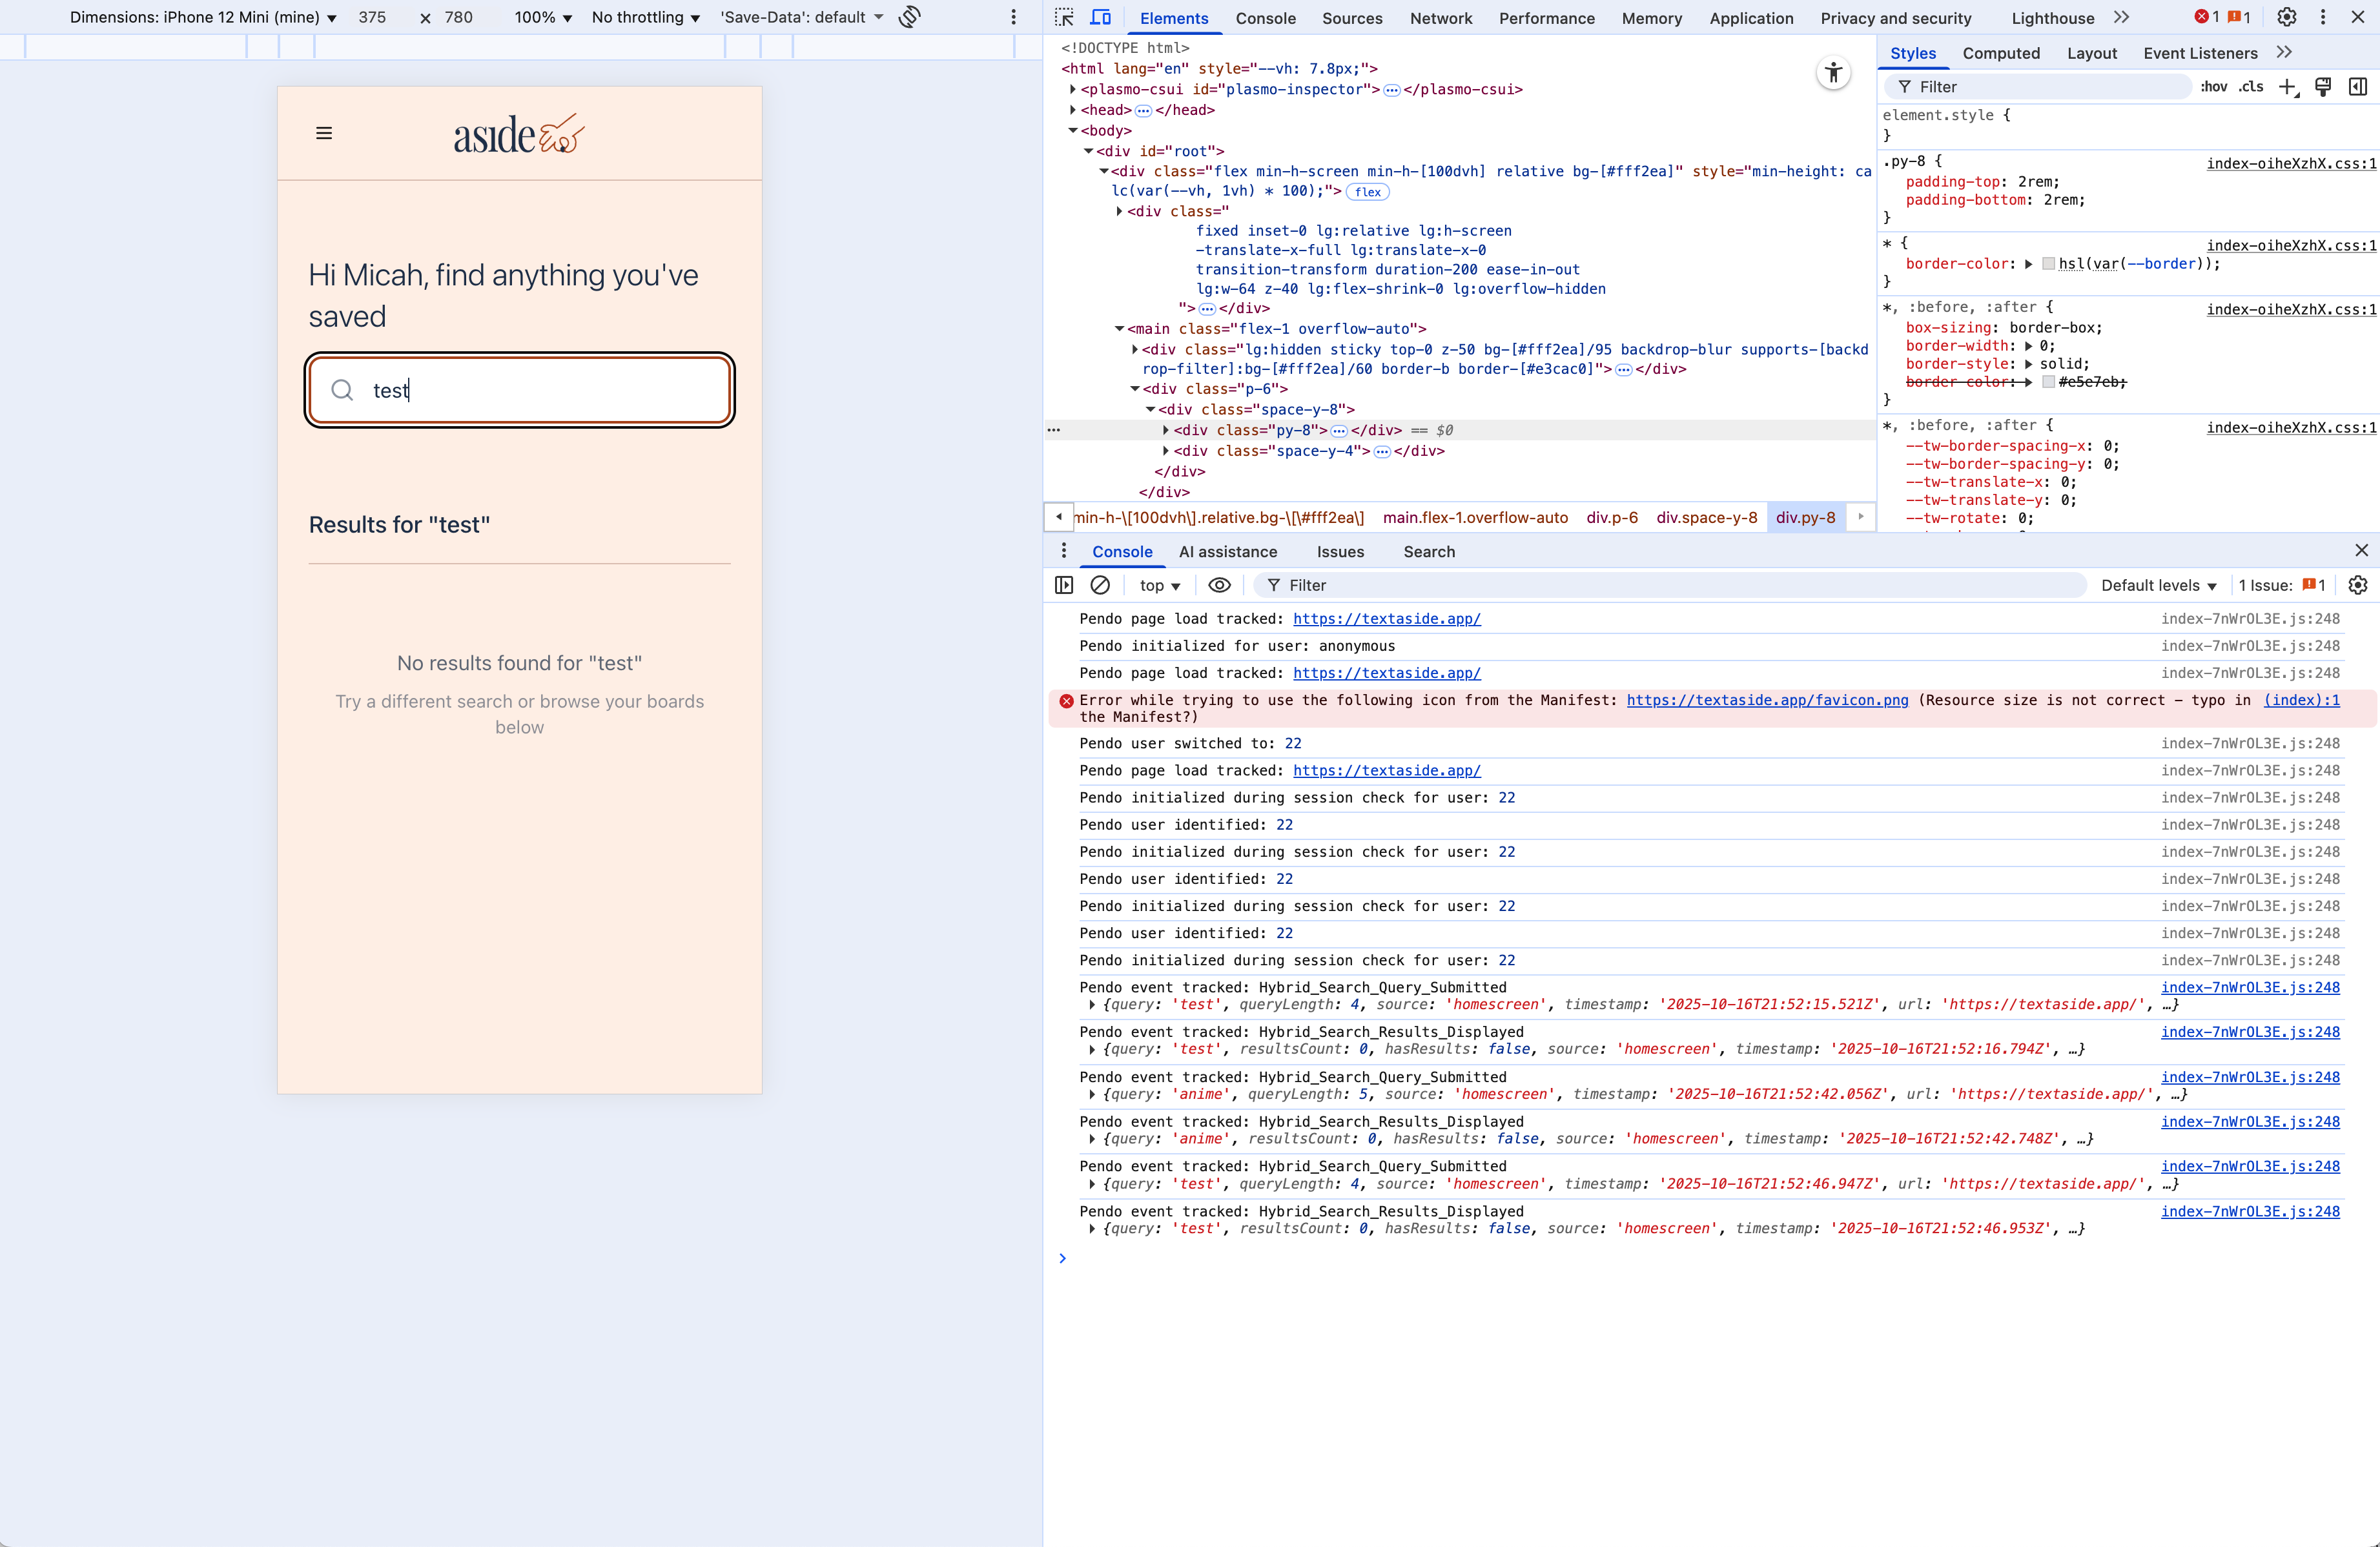 Dimensions: iPhone 12 Mini (mine) ▼ 375 × 780 100% ▼ No throttling ▼ 'Save-Data': default ▼
aside
Hi Micah, find anything you've
saved
test
Results for "test"
No results found for "test"
Try a different search or browse your boards
below
Elements Console Sources Network Performance Memory Application Privacy and security Lighthouse 1 1
<!DOCTYPE html>
<html lang="en" style="--vh: 7.8px;">
<plasmo-csui id="plasmo-inspector">…</plasmo-csui>
<head>…</head>
<body>
<div id="root">
<div class="flex min-h-screen min-h-[100dvh] relative bg-[#fff2ea]" style="min-height: ca
lc(var(--vh, 1vh) * 100);"> flex
<div class="
fixed inset-0 lg:relative lg:h-screen
-translate-x-full lg:translate-x-0
transition-transform duration-200 ease-in-out
lg:w-64 z-40 lg:flex-shrink-0 lg:overflow-hidden
">…</div>
<main class="flex-1 overflow-auto">
<div class="lg:hidden sticky top-0 z-50 bg-[#fff2ea]/95 backdrop-blur supports-[backd
rop-filter]:bg-[#fff2ea]/60 border-b border-[#e3cac0]">…</div>
<div class="p-6">
<div class="space-y-8">
<div class="py-8">…</div> == $0
<div class="space-y-4">…</div>
</div>
</div>
min-h-\[100dvh\].relative.bg-\[\#fff2ea\] main.flex-1.overflow-auto div.p-6 div.space-y-8 div.py-8
Styles Computed Layout Event Listeners
Filter :hov .cls
element.style {
}
.py-8 { index-oiheXzhX.css:1
padding-top: 2rem;
padding-bottom: 2rem;
}
* { index-oiheXzhX.css:1
border-color: hsl(var(--border));
}
*, :before, :after { index-oiheXzhX.css:1
box-sizing: border-box;
border-width: 0;
border-style: solid;
border-color: #e5e7eb;
}
*, :before, :after { index-oiheXzhX.css:1
--tw-border-spacing-x: 0;
--tw-border-spacing-y: 0;
--tw-translate-x: 0;
--tw-translate-y: 0;
--tw-rotate: 0;
Console AI assistance Issues Search
top ▼ Filter Default levels ▼ 1 Issue: 1
Pendo page load tracked: https://textaside.app/ index-7nWrOL3E.js:248
Pendo initialized for user: anonymous index-7nWrOL3E.js:248
Pendo page load tracked: https://textaside.app/ index-7nWrOL3E.js:248
Error while trying to use the following icon from the Manifest: https://textaside.app/favicon.png (Resource size is not correct – typo in (index):1
the Manifest?)
Pendo user switched to: 22 index-7nWrOL3E.js:248
Pendo page load tracked: https://textaside.app/ index-7nWrOL3E.js:248
Pendo initialized during session check for user: 22 index-7nWrOL3E.js:248
Pendo user identified: 22 index-7nWrOL3E.js:248
Pendo initialized during session check for user: 22 index-7nWrOL3E.js:248
Pendo user identified: 22 index-7nWrOL3E.js:248
Pendo initialized during session check for user: 22 index-7nWrOL3E.js:248
Pendo user identified: 22 index-7nWrOL3E.js:248
Pendo initialized during session check for user: 22 index-7nWrOL3E.js:248
Pendo event tracked: Hybrid_Search_Query_Submitted index-7nWrOL3E.js:248
{query: 'test', queryLength: 4, source: 'homescreen', timestamp: '2025-10-16T21:52:15.521Z', url: 'https://textaside.app/', …}
Pendo event tracked: Hybrid_Search_Results_Displayed index-7nWrOL3E.js:248
{query: 'test', resultsCount: 0, hasResults: false, source: 'homescreen', timestamp: '2025-10-16T21:52:16.794Z', …}
Pendo event tracked: Hybrid_Search_Query_Submitted index-7nWrOL3E.js:248
{query: 'anime', queryLength: 5, source: 'homescreen', timestamp: '2025-10-16T21:52:42.056Z', url: 'https://textaside.app/', …}
Pendo event tracked: Hybrid_Search_Results_Displayed index-7nWrOL3E.js:248
{query: 'anime', resultsCount: 0, hasResults: false, source: 'homescreen', timestamp: '2025-10-16T21:52:42.748Z', …}
Pendo event tracked: Hybrid_Search_Query_Submitted index-7nWrOL3E.js:248
{query: 'test', queryLength: 4, source: 'homescreen', timestamp: '2025-10-16T21:52:46.947Z', url: 'https://textaside.app/', …}
Pendo event tracked: Hybrid_Search_Results_Displayed index-7nWrOL3E.js:248
{query: 'test', resultsCount: 0, hasResults: false, source: 'homescreen', timestamp: '2025-10-16T21:52:46.953Z', …}